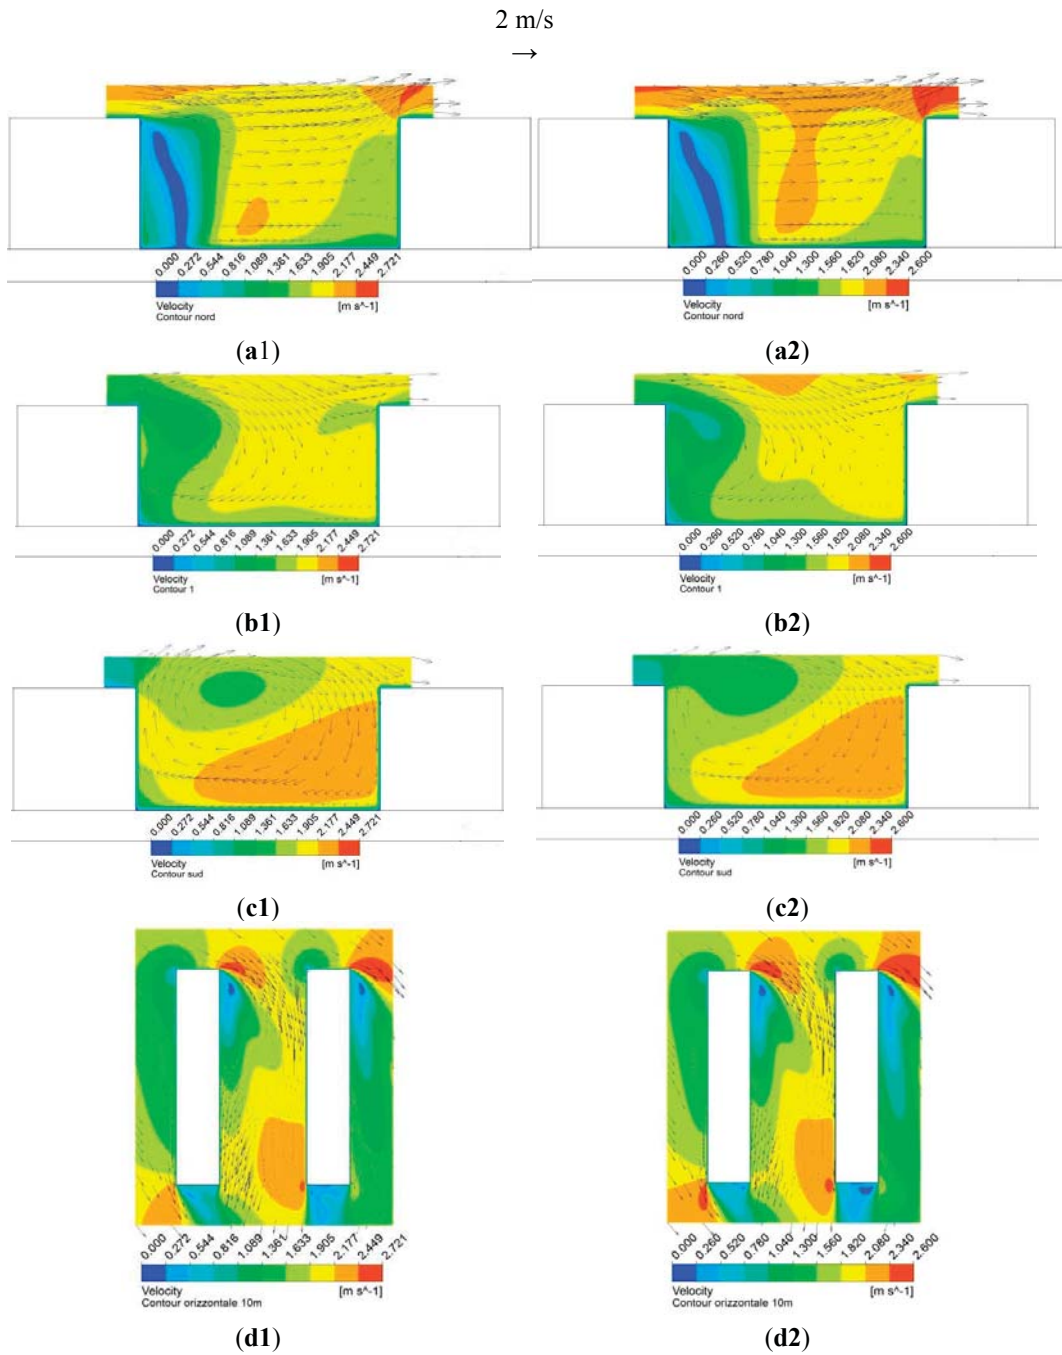 2 m/s
→
0.000 0.272 0.544 0.816 1.089 1.361 1.633 1.905 2.177 2.449 2.721
Velocity [m s^-1]
Contour nord
(a1)
0.000 0.260 0.520 0.780 1.040 1.300 1.560 1.820 2.080 2.340 2.600
Velocity [m s^-1]
Contour nord
(a2)
0.000 0.272 0.544 0.816 1.089 1.361 1.633 1.905 2.177 2.449 2.721
Velocity [m s^-1]
Contour 1
(b1)
0.000 0.260 0.520 0.780 1.040 1.300 1.560 1.820 2.080 2.340 2.600
Velocity [m s^-1]
Contour 1
(b2)
0.000 0.272 0.544 0.816 1.089 1.361 1.633 1.905 2.177 2.449 2.721
Velocity [m s^-1]
Contour sud
(c1)
0.000 0.260 0.520 0.780 1.040 1.300 1.560 1.820 2.080 2.340 2.600
Velocity [m s^-1]
Contour sud
(c2)
0.000 0.272 0.544 0.816 1.089 1.361 1.633 1.905 2.177 2.449 2.721
Velocity [m s^-1]
Contour orizzontale 10m
(d1)
0.000 0.260 0.520 0.780 1.040 1.300 1.560 1.820 2.080 2.340 2.600
Velocity [m s^-1]
Contour orizzontale 10m
(d2)